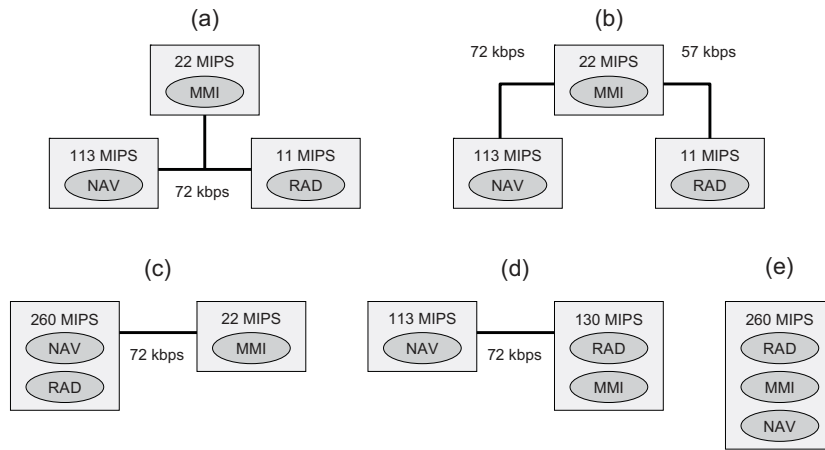 (a)
22 MIPS
MMI
113 MIPS
NAV
72 kbps
11 MIPS
RAD
(b)
72 kbps
22 MIPS
MMI
57 kbps
113 MIPS
NAV
11 MIPS
RAD
(c)
260 MIPS
NAV
RAD
72 kbps
22 MIPS
MMI
(d)
113 MIPS
NAV
72 kbps
130 MIPS
RAD
MMI
(e)
260 MIPS
RAD
MMI
NAV